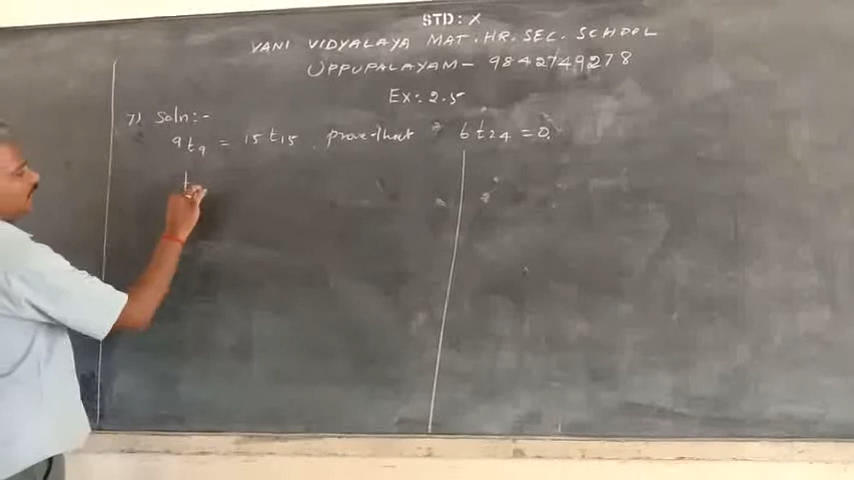 STD: X
VANI VIDYALAYA MAT. HR. SEC. SCHOOL
UPPUPALAYAM - 9842749278
Ex: 2.5
7) Soln:-
9t9 = 15t15, prove that 6t24 = 0.
t